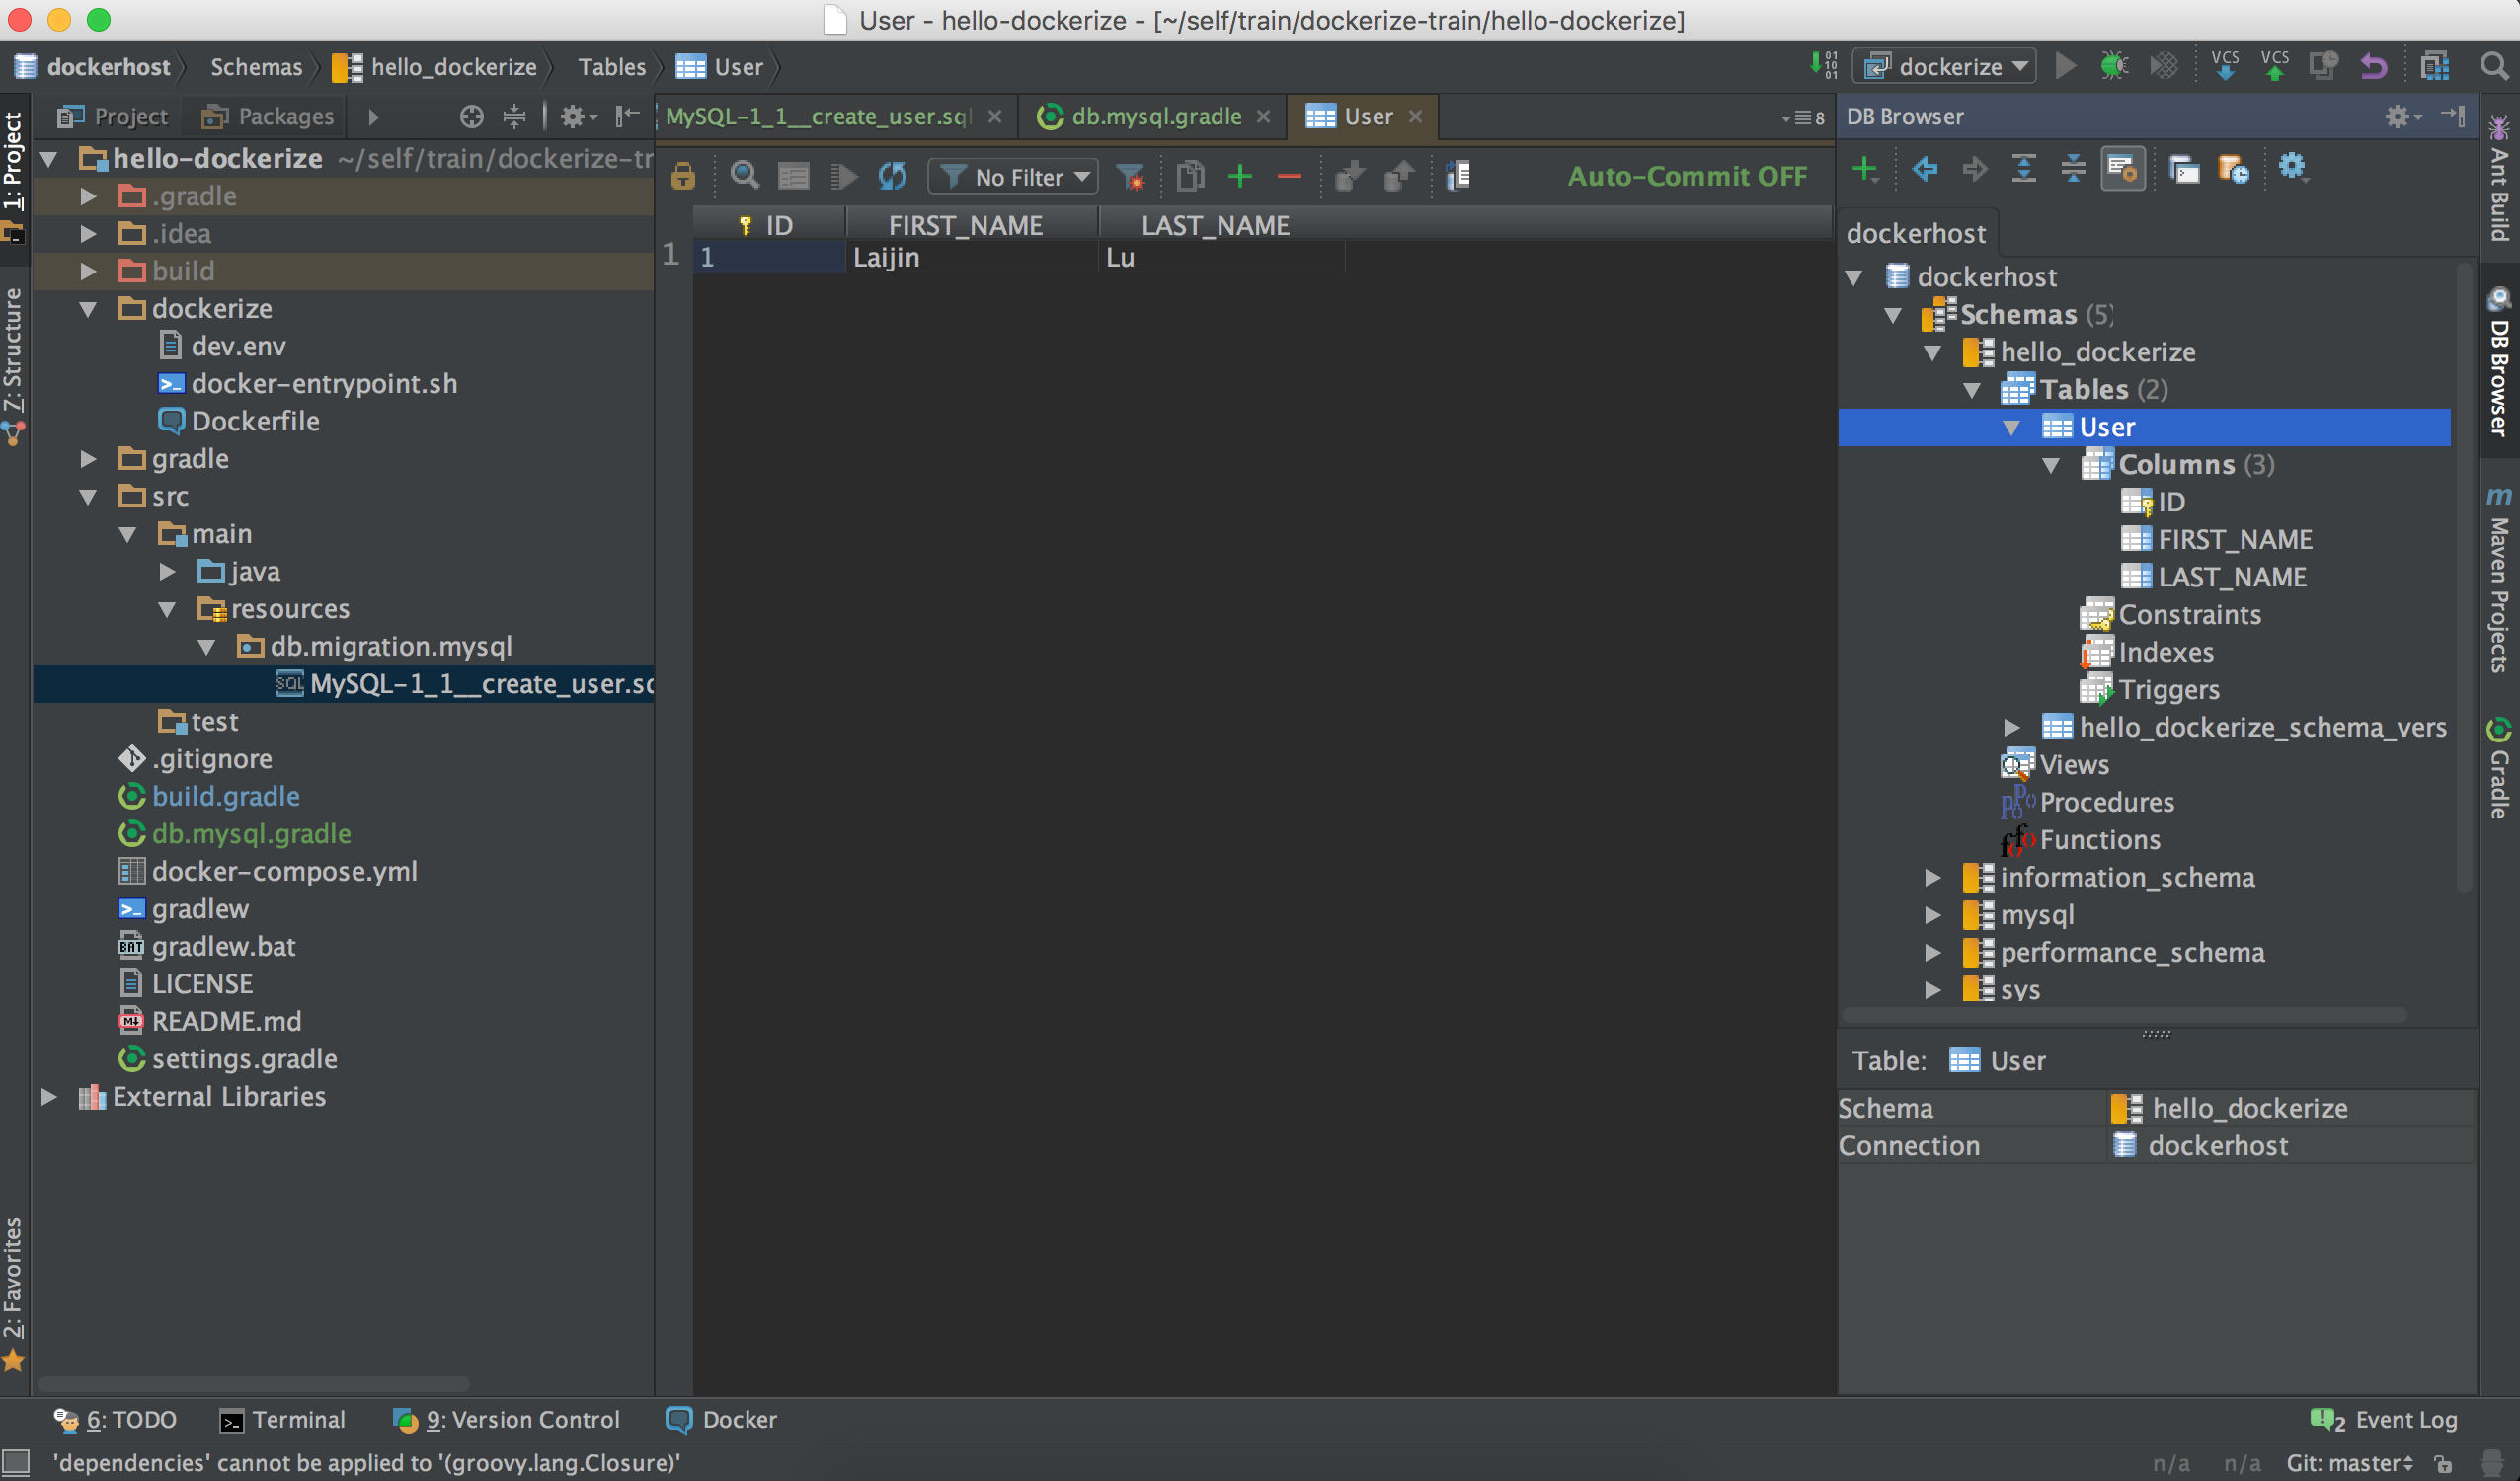 User - hello-dockerize - [~/self/train/dockerize-train/hello-dockerize]
dockerhost Schemas hello_dockerize Tables User
dockerize VCS VCS
Project Packages
MySQL-1_1__create_user.sql db.mysql.gradle User 8
DB Browser
1: Project
7: Structure
2: Favorites
hello-dockerize ~/self/train/dockerize-tr
.gradle
.idea
build
dockerize
dev.env
docker-entrypoint.sh
Dockerfile
gradle
src
main
java
resources
db.migration.mysql
MySQL-1_1__create_user.sc
test
.gitignore
build.gradle
db.mysql.gradle
docker-compose.yml
gradlew
gradlew.bat
LICENSE
README.md
settings.gradle
External Libraries
No Filter Auto-Commit OFF
ID FIRST_NAME LAST_NAME
1 1 Laijin Lu
dockerhost
dockerhost
Schemas (5)
hello_dockerize
Tables (2)
User
Columns (3)
ID
FIRST_NAME
LAST_NAME
Constraints
Indexes
Triggers
hello_dockerize_schema_vers
Views
Procedures
Functions
information_schema
mysql
performance_schema
sys
Table: User
Schema hello_dockerize
Connection dockerhost
Ant Build
DB Browser
Maven Projects
Gradle
6: TODO Terminal 9: Version Control Docker 2 Event Log
'dependencies' cannot be applied to '(groovy.lang.Closure)' n/a n/a Git: master